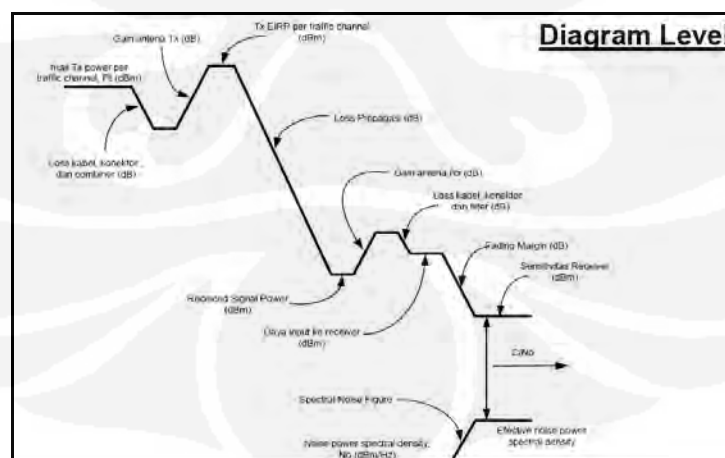 Diagram Level
Tx EIRP per traffic channel
(dBm)
Gain antena Tx (dB)
Tx power per
traffic channel, Pt (dBm)
Loss kabel, konektor
dan combiner (dB)
Loss Propagasi (dB)
Gain antena Rx (dB)
Loss kabel, konektor
dan filter (dB)
Fading Margin (dB)
Sensitivitas Receiver
(dBm)
Received Signal Power
(dBm)
Daya input ke receiver
(dBm)
C/No
Spectral Noise Figure
Effective noise power
spectral density
Noise power spectral density,
No (dBm/Hz)